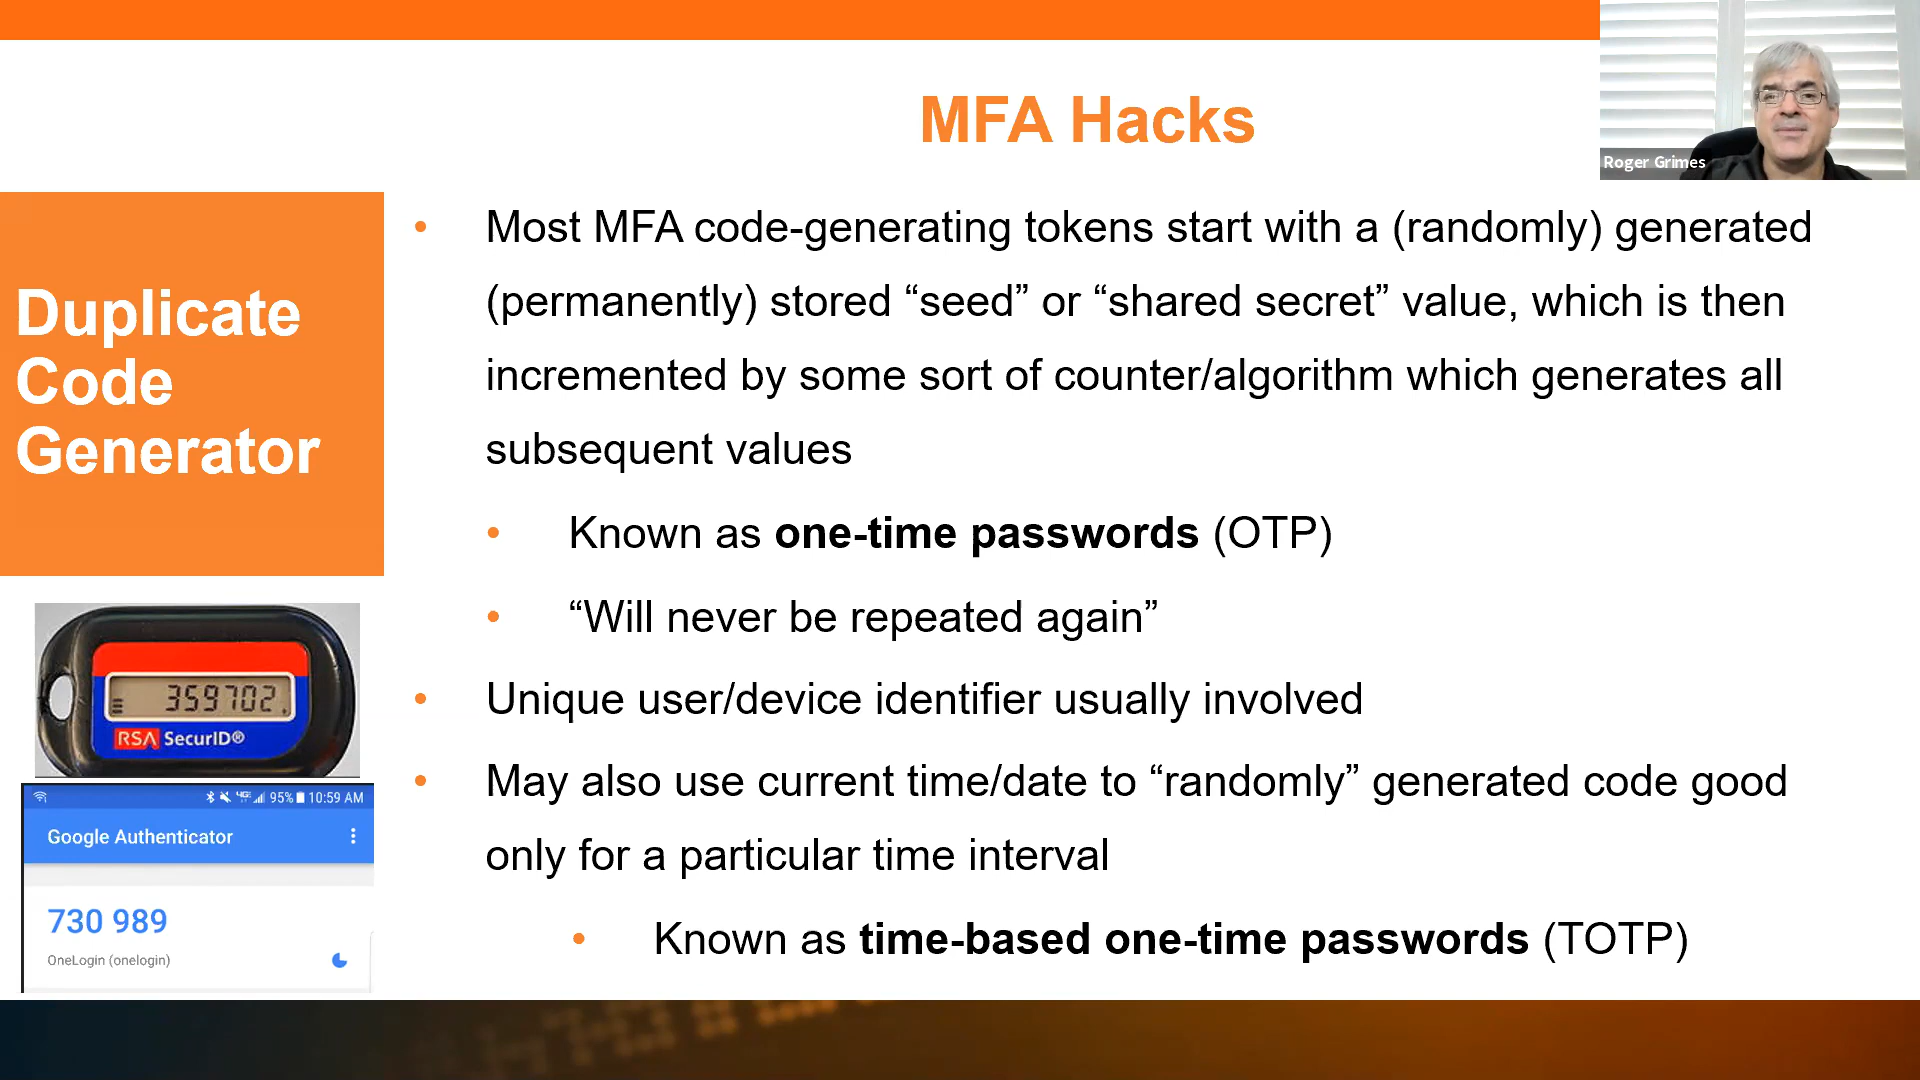 MFA Hacks
Roger Grimes
Duplicate
Code
Generator
• Most MFA code-generating tokens start with a (randomly) generated
(permanently) stored “seed” or “shared secret” value, which is then
incremented by some sort of counter/algorithm which generates all
subsequent values
• Known as one-time passwords (OTP)
• “Will never be repeated again”
• Unique user/device identifier usually involved
• May also use current time/date to “randomly” generated code good
only for a particular time interval
• Known as time-based one-time passwords (TOTP)
359702
RSA SecurID®
4G 95% 10:59 AM
Google Authenticator
730 989
OneLogin (onelogin)